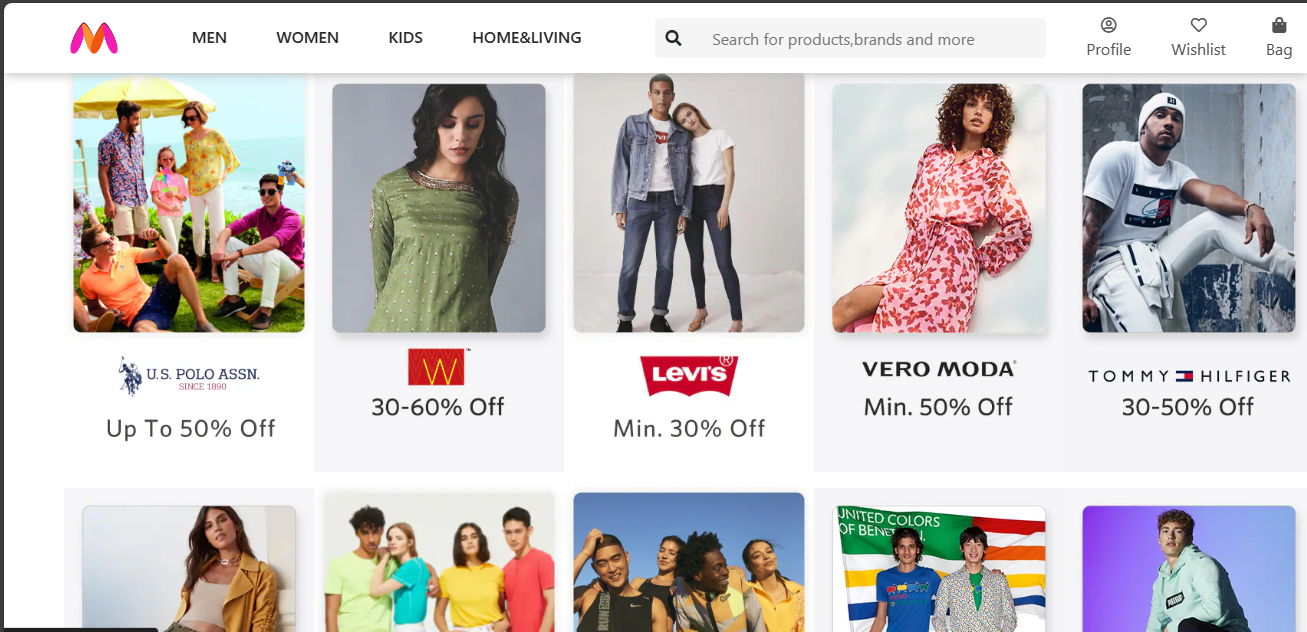 MEN
WOMEN
KIDS
HOME&LIVING
Search for products,brands and more
Profile
Wishlist
Bag
U.S. POLO ASSN.
SINCE 1890
W
30-60% Off
Levi's
VERO MODA
TOMMY HILFIGER
Up To 50% Off
Min. 30% Off
Min. 50% Off
30-50% Off
UNITED COLORS
OF BENETTON.